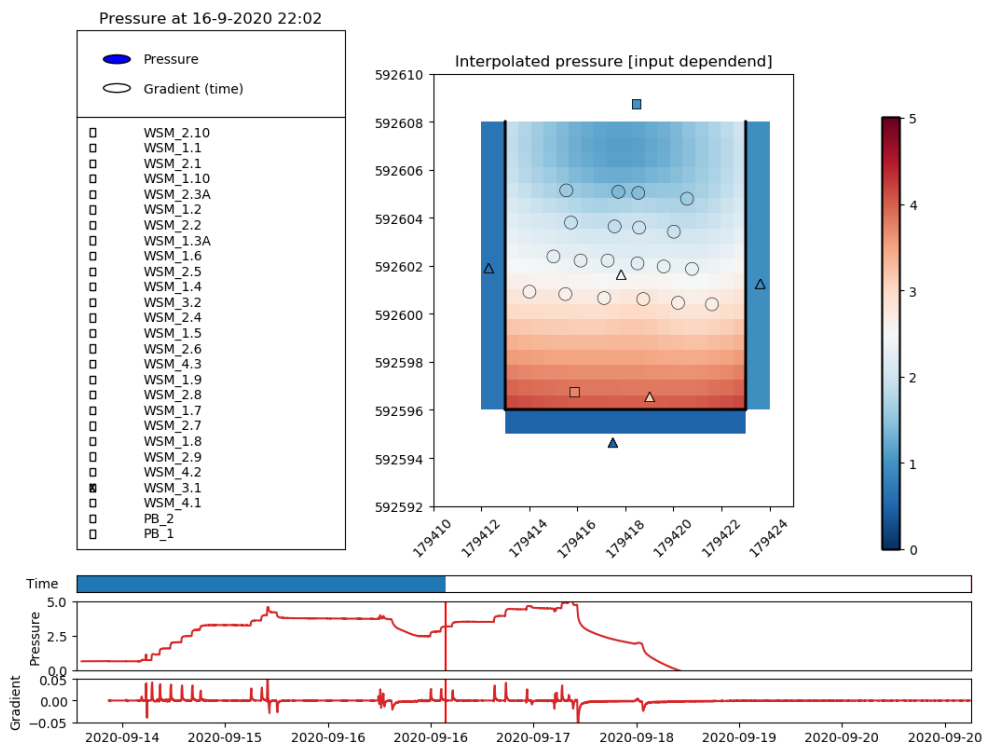 Pressure at 16-9-2020 22:02
Pressure
Gradient (time)
WSM_2.10
WSM_1.1
WSM_2.1
WSM_1.10
WSM_2.3A
WSM_1.2
WSM_2.2
WSM_1.3A
WSM_1.6
WSM_2.5
WSM_1.4
WSM_3.2
WSM_2.4
WSM_1.5
WSM_2.6
WSM_4.3
WSM_1.9
WSM_2.8
WSM_1.7
WSM_2.7
WSM_1.8
WSM_2.9
WSM_4.2
WSM_3.1
WSM_4.1
PB_2
PB_1
Interpolated pressure [input dependend]
592610
592608
592606
592604
592602
592600
592598
592596
592594
592592
179410
179412
179414
179416
179418
179420
179422
179424
5
4
3
2
1
0
Time
Pressure
5.0
2.5
0.0
Gradient
0.05
0.00
−0.05
2020-09-14
2020-09-15
2020-09-16
2020-09-16
2020-09-17
2020-09-18
2020-09-19
2020-09-20
2020-09-20